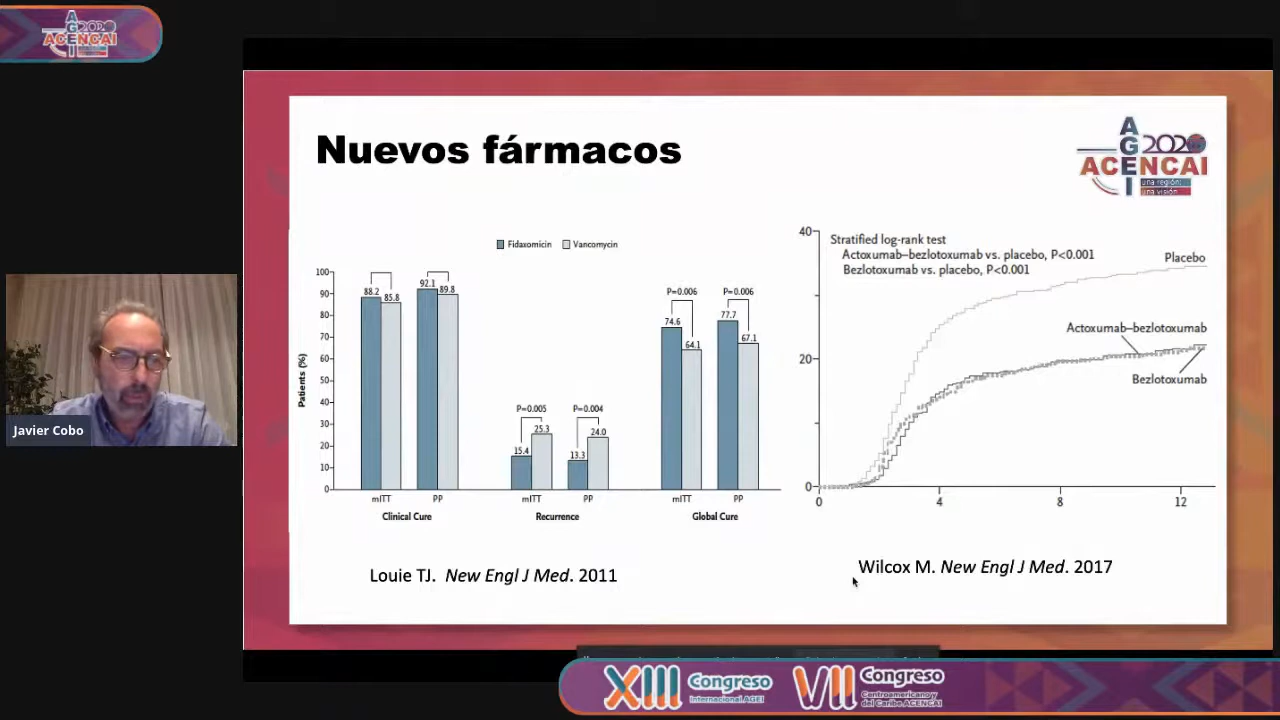 AGEI 2020
ACENCAI
Nuevos fármacos
AGEI 2020
ACENCAI
una región:
una visión
Fidaxomicin Vancomycin
Patients (%)
100
90
80
70
60
50
40
30
20
10
0
88.2 85.8 92.1 89.8
P=0.005 P=0.004
15.4 25.3 13.3 24.0
P=0.006 P=0.006
74.6 64.1 77.7 67.1
mITT PP mITT PP mITT PP
Clinical Cure Recurrence Global Cure
Louie TJ. New Engl J Med. 2011
40
20
0
Stratified log-rank test
Actoxumab–bezlotoxumab vs. placebo, P<0.001
Bezlotoxumab vs. placebo, P<0.001
Placebo
Actoxumab–bezlotoxumab
Bezlotoxumab
0 4 8 12
Wilcox M. New Engl J Med. 2017
Javier Cobo
XIII Congreso
Internacional AGEI
VII Congreso
Centroamericano y
del Caribe ACENCAI